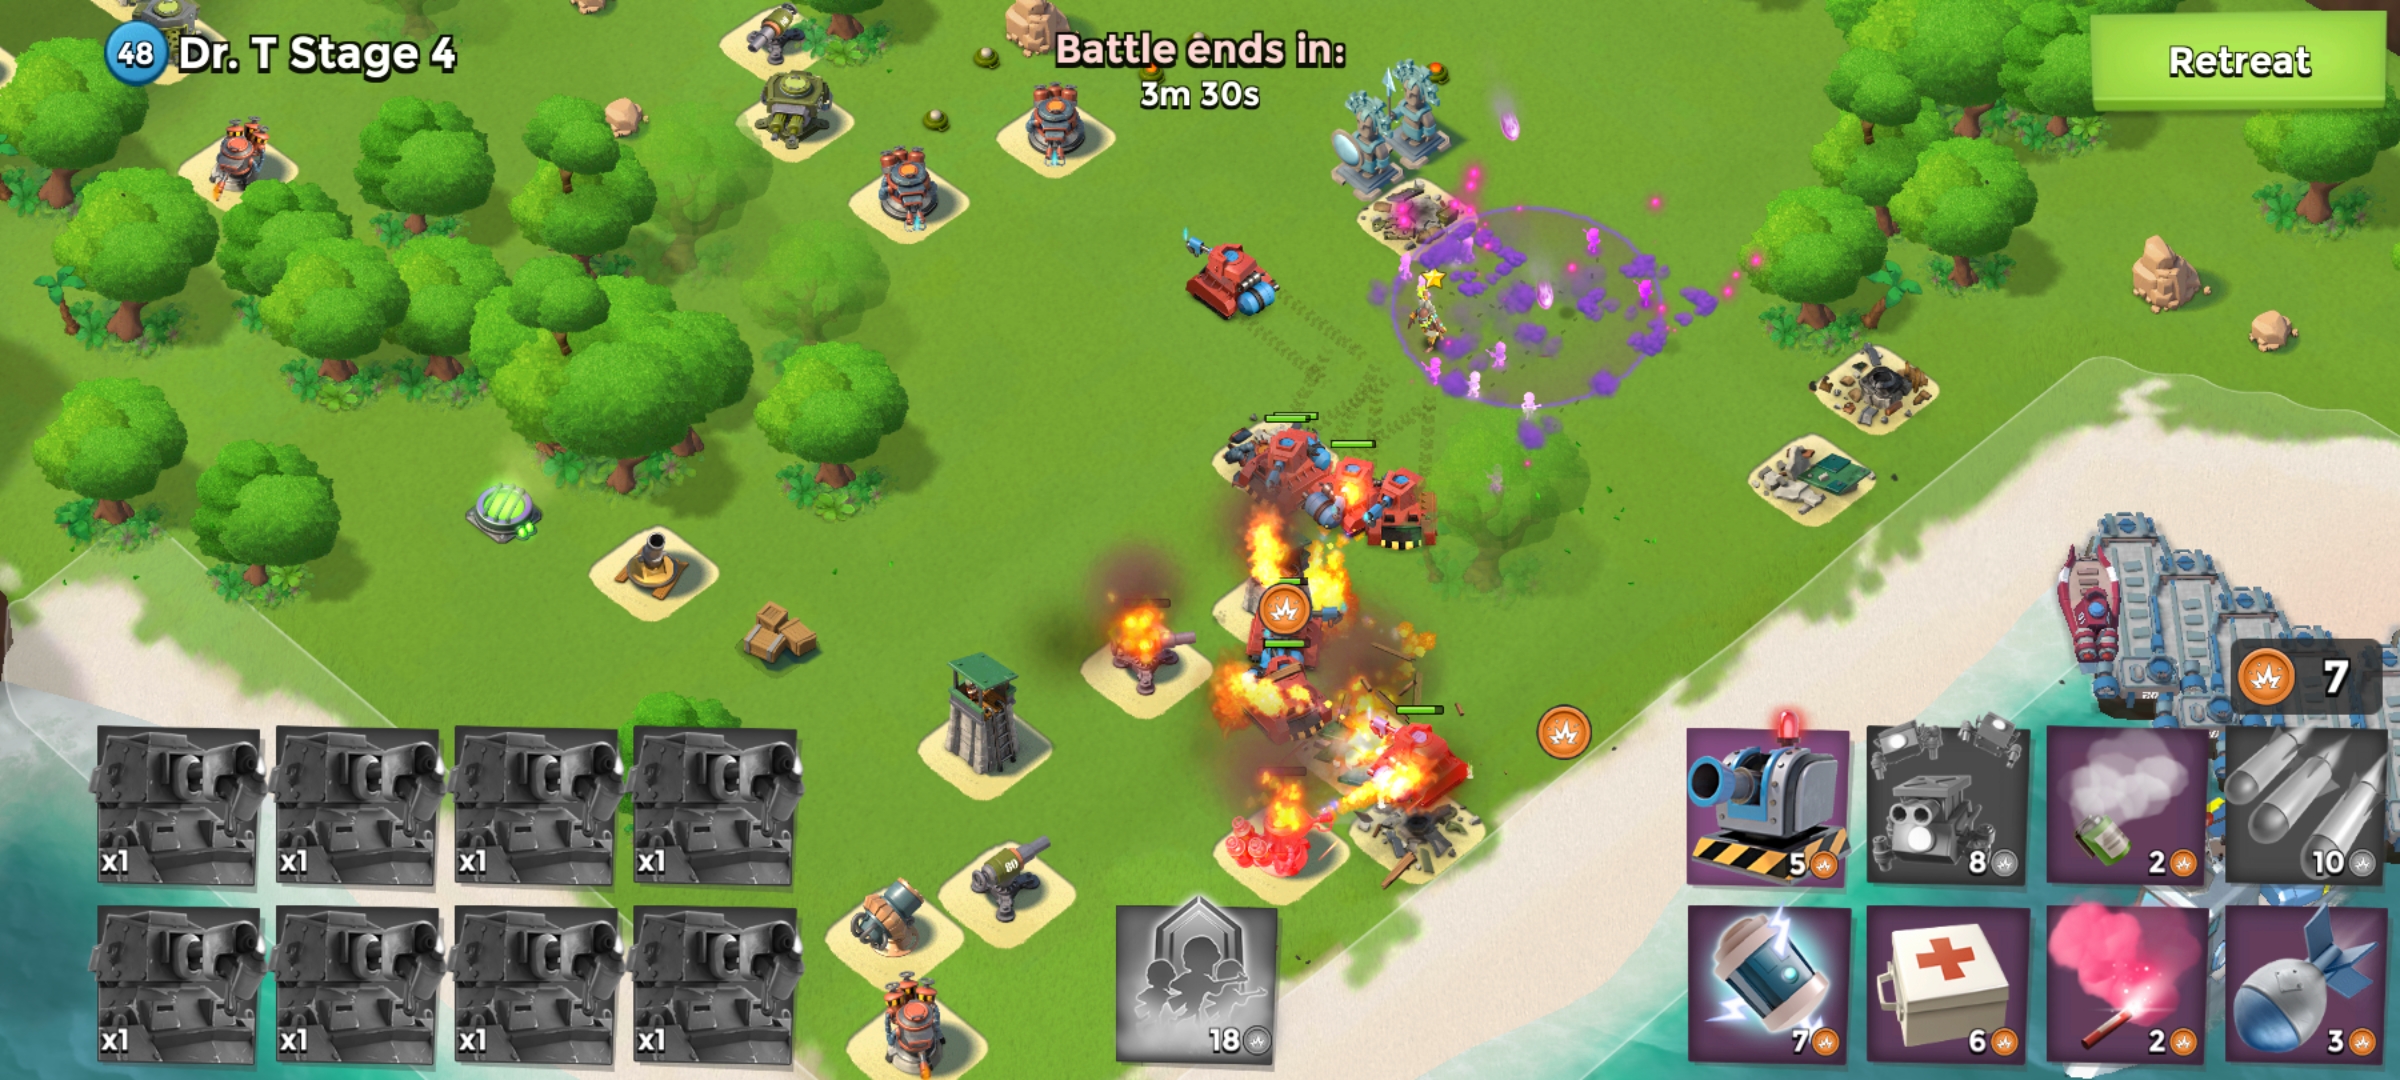 48 Dr. T Stage 4
Battle ends in:
3m 30s
Retreat
7
x1 x1 x1 x1
5 8 2 10
x1 x1 x1 x1
18
7 6 2 3